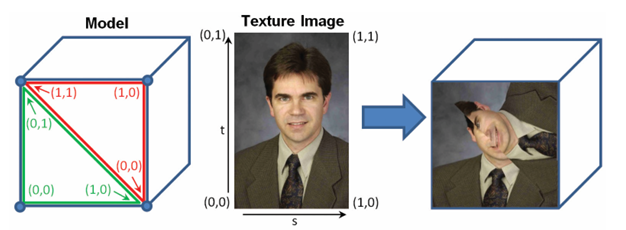 Model
(1,1)
(1,0)
(0,1)
(0,0)
(0,0)
(1,0)
Texture Image
(0,1)
(1,1)
t
(0,0)
(1,0)
s